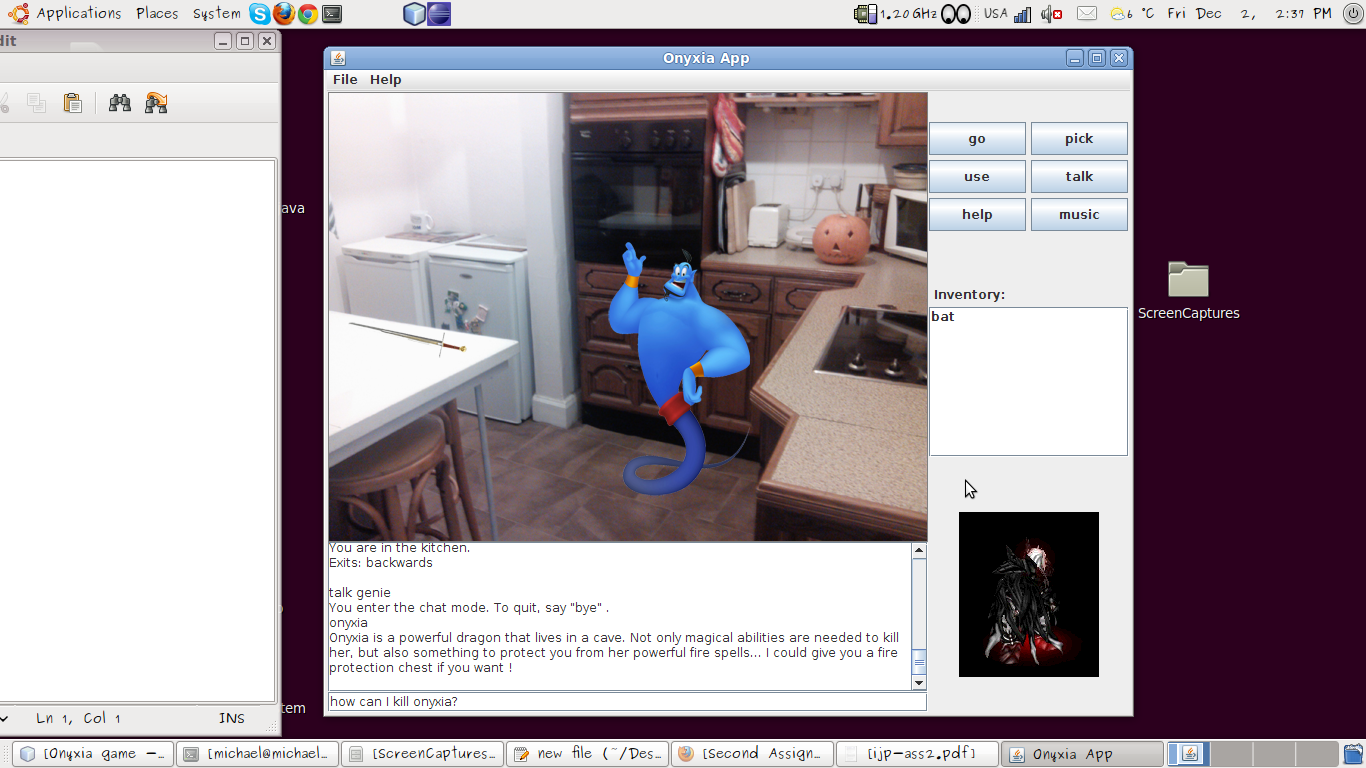 Applications Places System
1.20 GHz USA 6 °C Fri Dec 2, 2:37 PM
dit
Onyxia App
File Help
go pick
use talk
help music
Inventory:
bat
ava
ScreenCaptures
You are in the kitchen.
Exits: backwards
talk genie
You enter the chat mode. To quit, say "bye" .
onyxia
Onyxia is a powerful dragon that lives in a cave. Not only magical abilities are needed to kill
her, but also something to protect you from her powerful fire spells... I could give you a fire
protection chest if you want !
how can I kill onyxia?
tem
Ln 1, Col 1 INS
[Onyxia game –...
[michael@michael...
[ScreenCaptures...
new file (~/Des...
[Second Assign...
[ijp-ass2.pdf]
Onyxia App